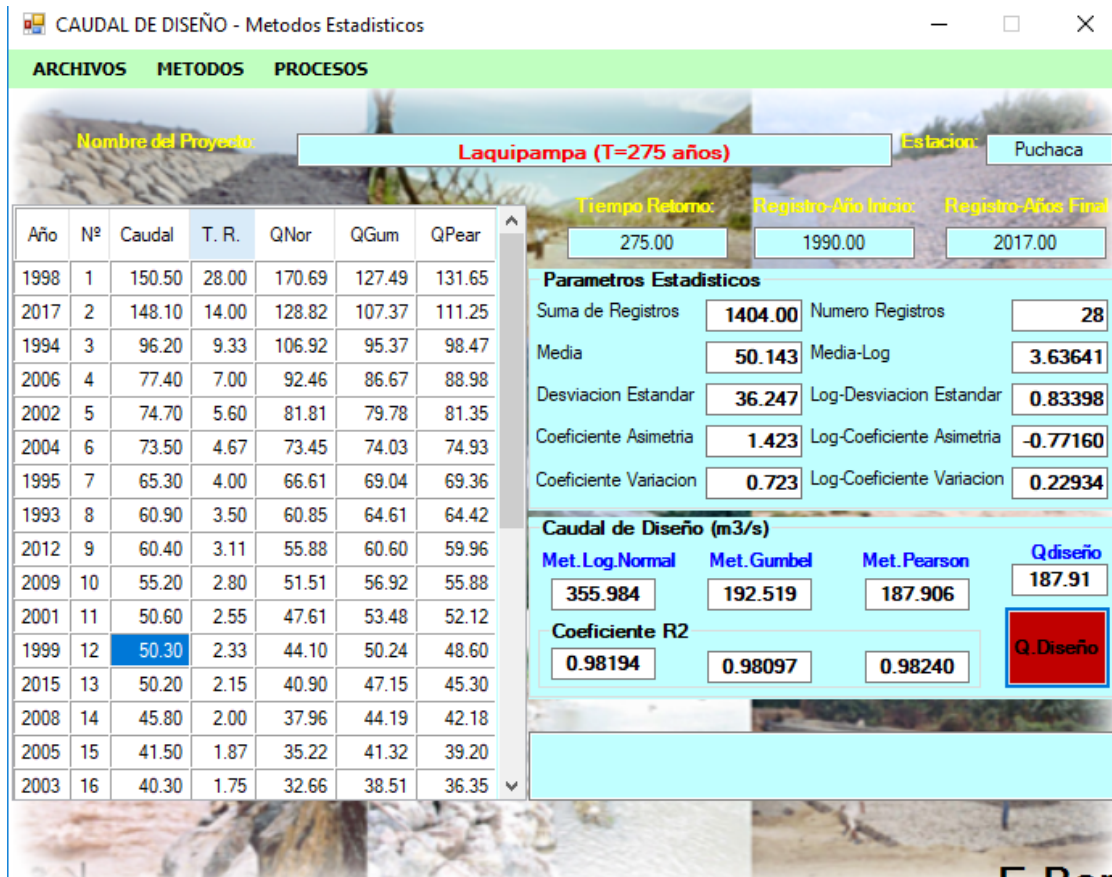 CAUDAL DE DISEÑO - Metodos Estadisticos
ARCHIVOS METODOS PROCESOS
Nombre del Proyecto: Laquipampa (T=275 años) Estacion: Puchaca
Tiempo Retorno: Registro-Año Inicio: Registro-Años Final
275.00 1990.00 2017.00
Año Nº Caudal T. R. QNor QGum QPear
1998 1 150.50 28.00 170.69 127.49 131.65
2017 2 148.10 14.00 128.82 107.37 111.25
1994 3 96.20 9.33 106.92 95.37 98.47
2006 4 77.40 7.00 92.46 86.67 88.98
2002 5 74.70 5.60 81.81 79.78 81.35
2004 6 73.50 4.67 73.45 74.03 74.93
1995 7 65.30 4.00 66.61 69.04 69.36
1993 8 60.90 3.50 60.85 64.61 64.42
2012 9 60.40 3.11 55.88 60.60 59.96
2009 10 55.20 2.80 51.51 56.92 55.88
2001 11 50.60 2.55 47.61 53.48 52.12
1999 12 50.30 2.33 44.10 50.24 48.60
2015 13 50.20 2.15 40.90 47.15 45.30
2008 14 45.80 2.00 37.96 44.19 42.18
2005 15 41.50 1.87 35.22 41.32 39.20
2003 16 40.30 1.75 32.66 38.51 36.35
Parametros Estadisticos
Suma de Registros 1404.00 Numero Registros 28
Media 50.143 Media-Log 3.63641
Desviacion Estandar 36.247 Log-Desviacion Estandar 0.83398
Coeficiente Asimetria 1.423 Log-Coeficiente Asimetria -0.77160
Coeficiente Variacion 0.723 Log-Coeficiente Variacion 0.22934
Caudal de Diseño (m3/s)
Met.Log.Normal Met.Gumbel Met.Pearson Qdiseño
355.984 192.519 187.906 187.91
Coeficiente R2
0.98194 0.98097 0.98240
Q.Diseño